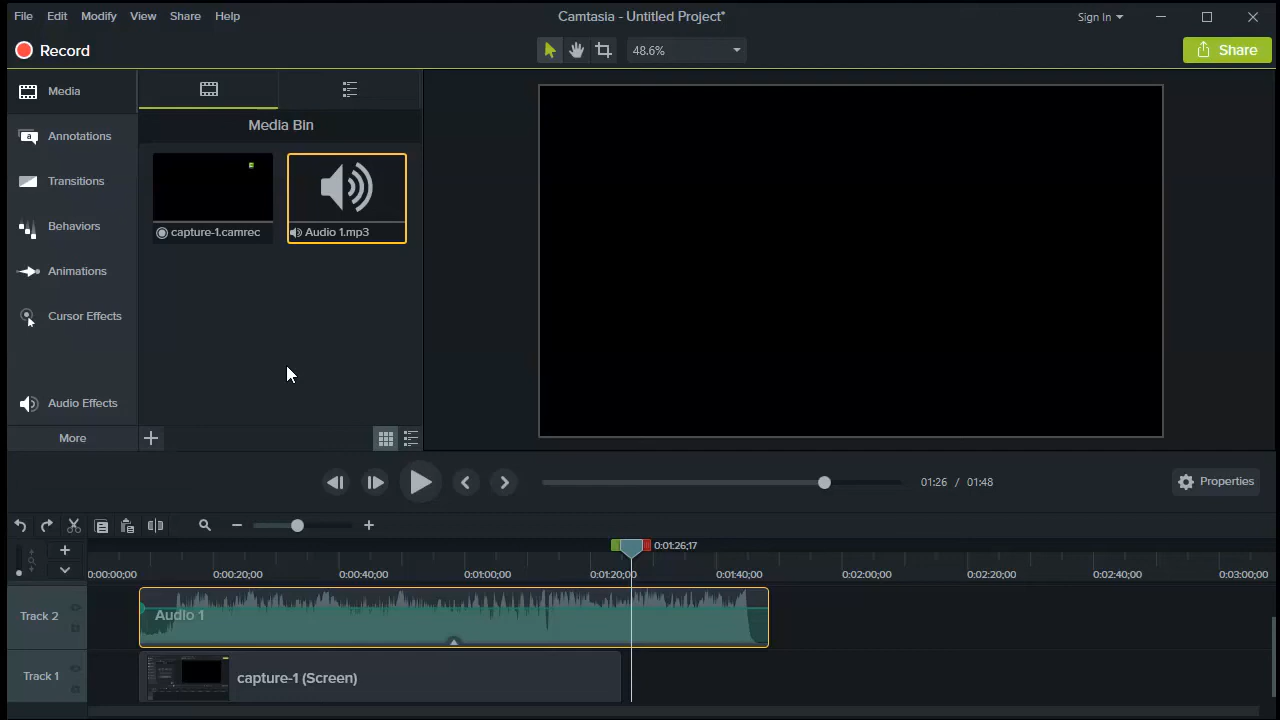 File Edit Modify View Share Help
Camtasia - Untitled Project*
Sign In
Record
48.6%
Share
Media
Annotations
Transitions
Behaviors
Animations
Cursor Effects
Audio Effects
More
Media Bin
capture-1.camrec
Audio 1.mp3
01:26 / 01:48
Properties
0:01:26;17
0:00:00;00 0:00:20;00 0:00:40;00 0:01:00;00 0:01:20;00 0:01:40;00 0:02:00;00 0:02:20;00 0:02:40;00 0:03:00;00
Track 2
Audio 1
Track 1
capture-1 (Screen)